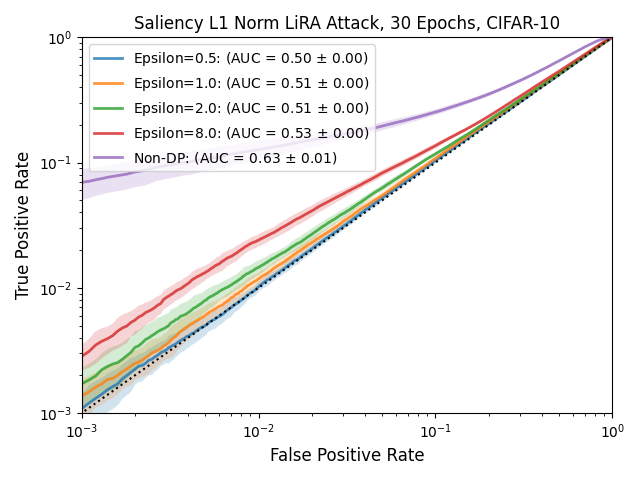 Saliency L1 Norm LiRA Attack, 30 Epochs, CIFAR-10
Epsilon=0.5: (AUC = 0.50 ± 0.00)
Epsilon=1.0: (AUC = 0.51 ± 0.00)
Epsilon=2.0: (AUC = 0.51 ± 0.00)
Epsilon=8.0: (AUC = 0.53 ± 0.00)
Non-DP: (AUC = 0.63 ± 0.01)
True Positive Rate
10⁰
10⁻¹
10⁻²
10⁻³
10⁻³ 10⁻² 10⁻¹ 10⁰
False Positive Rate